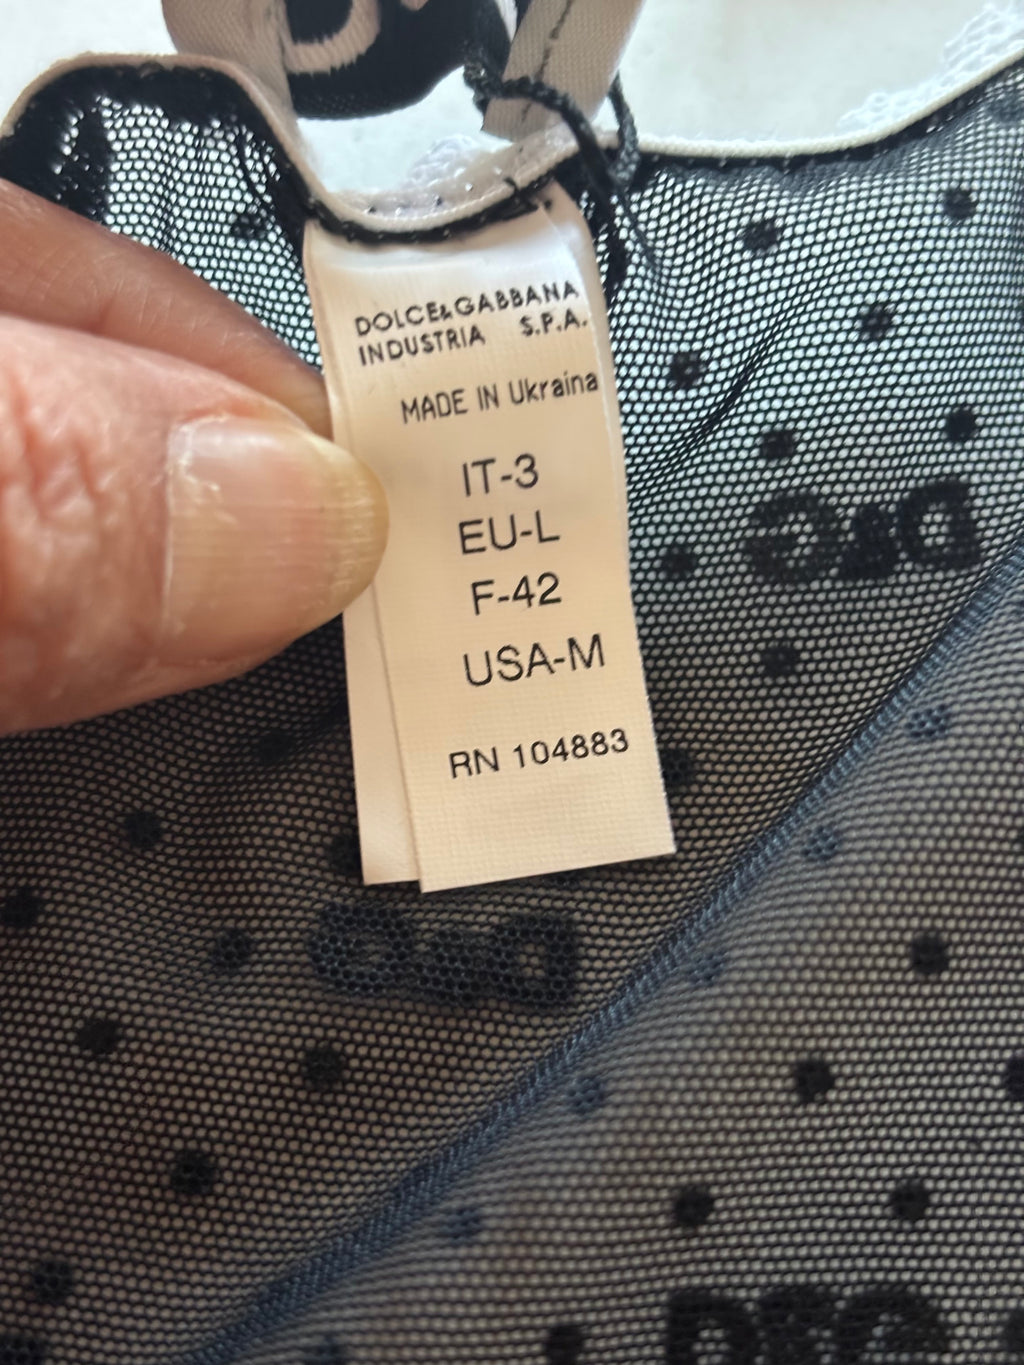 DOLCE&GABBANA
INDUSTRIA S.P.A.
MADE IN Ukraina
IT-3
EU-L
F-42
USA-M
RN 104883
D&G
D&G
D&G